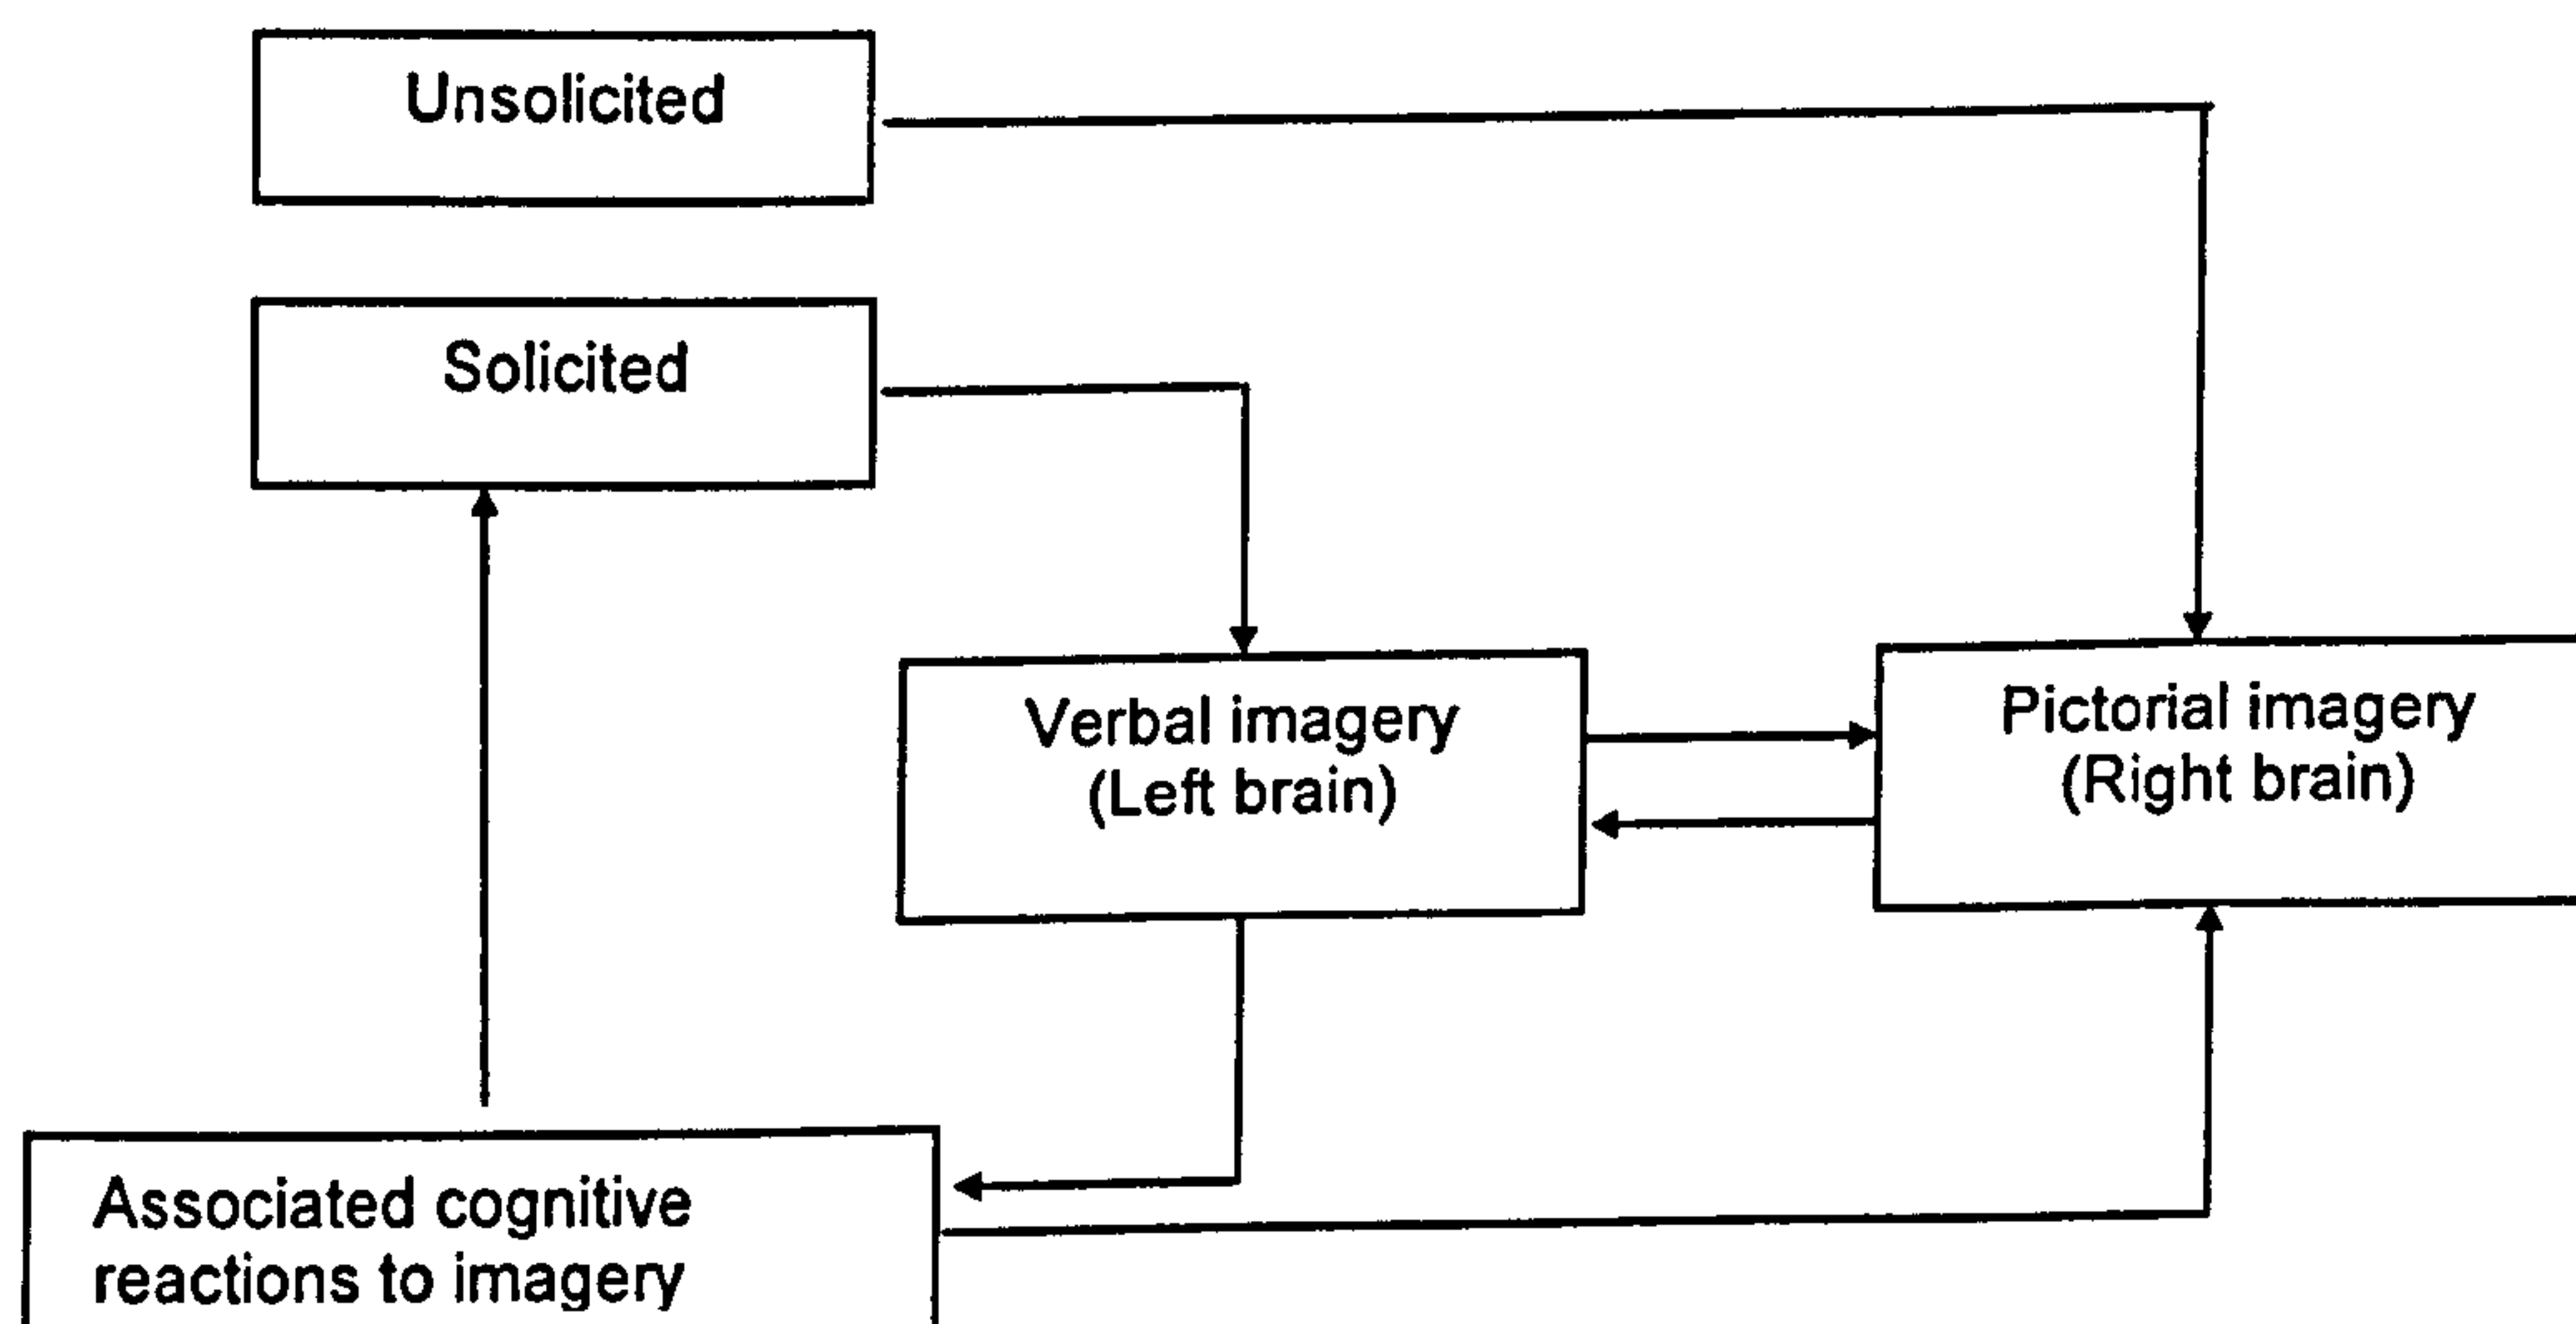 Unsolicited
Solicited
Verbal imagery
(Left brain)
Pictorial imagery
(Right brain)
Associated cognitive
reactions to imagery